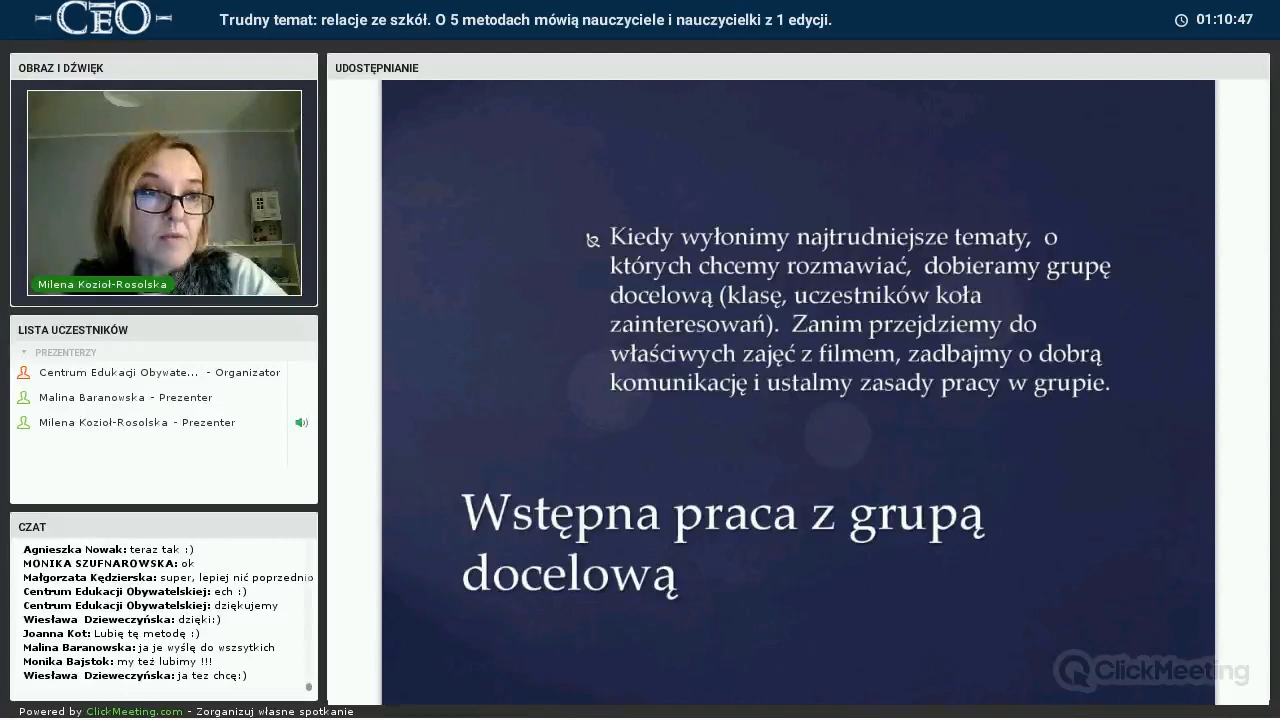 CEO
Trudny temat: relacje ze szkół. O 5 metodach mówią nauczyciele i nauczycielki z 1 edycji.
01:10:47
OBRAZ I DŹWIĘK
Milena Kozioł-Rosolska
LISTA UCZESTNIKÓW
PREZENTERZY
Centrum Edukacji Obywate... - Organizator
Malina Baranowska - Prezenter
Milena Kozioł-Rosolska - Prezenter
CZAT
Agnieszka Nowak: teraz tak :)
MONIKA SZUFNAROWSKA: ok
Małgorzata Kędzierska: super, lepiej nić poprzednio
Centrum Edukacji Obywatelskiej: ech :)
Centrum Edukacji Obywatelskiej: dziękujemy
Wiesława Dzieweczyńska: dzięki:)
Joanna Kot: Lubię tę metodę :)
Malina Baranowska: ja je wyślę do wszsytkich
Monika Bajstok: my też lubimy !!!
Wiesława Dzieweczyńska: ja tez chcę:)
Powered by ClickMeeting.com - Zorganizuj własne spotkanie
UDOSTĘPNIANIE
Kiedy wyłonimy najtrudniejsze tematy, o
których chcemy rozmawiać, dobieramy grupę
docelową (klasę, uczestników koła
zainteresowań). Zanim przejdziemy do
właściwych zajęć z filmem, zadbajmy o dobrą
komunikację i ustalmy zasady pracy w grupie.
Wstępna praca z grupą
docelową
ClickMeeting